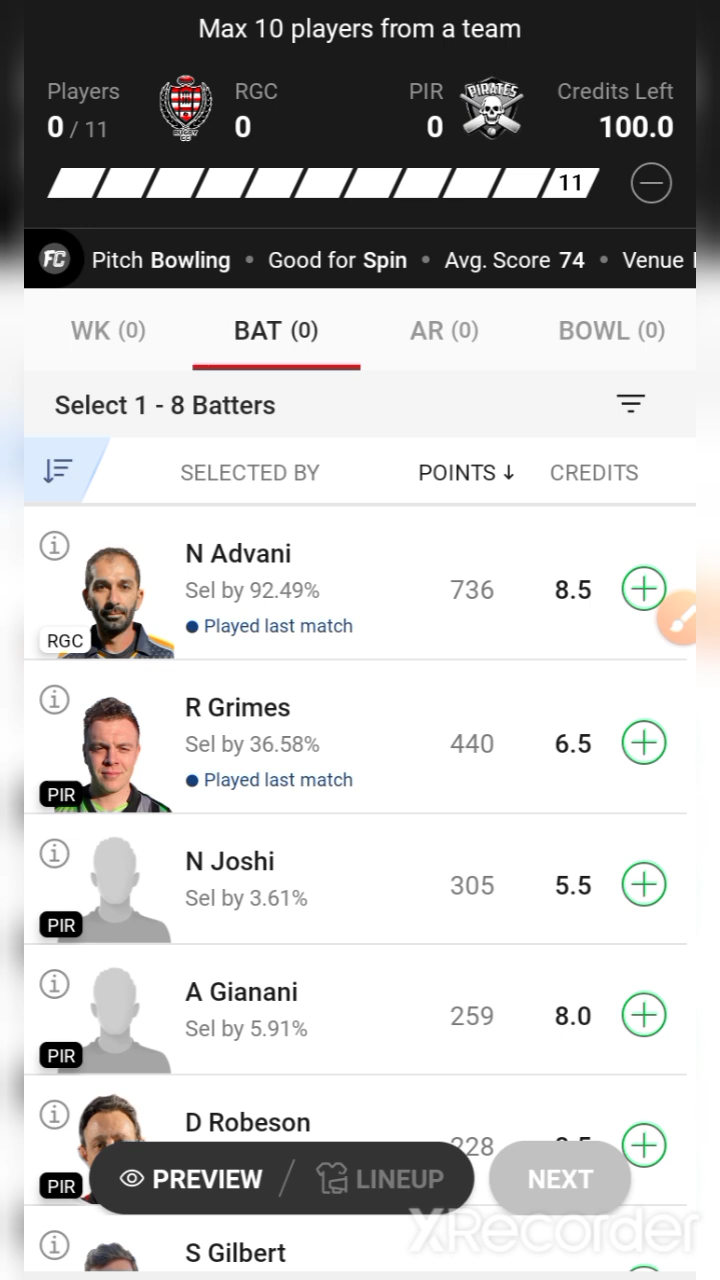 Max 10 players from a team
Players RGC PIR Credits Left
0 / 11 0 0 100.0
PIRATES
11
FC Pitch Bowling • Good for Spin • Avg. Score 74 • Venue
WK (0) BAT (0) AR (0) BOWL (0)
Select 1 - 8 Batters
SELECTED BY POINTS ↓ CREDITS
N Advani
Sel by 92.49% 736 8.5
Played last match
RGC
R Grimes
Sel by 36.58% 440 6.5
Played last match
PIR
N Joshi
Sel by 3.61% 305 5.5
PIR
A Gianani
Sel by 5.91% 259 8.0
PIR
D Robeson
228
PIR PREVIEW / LINEUP NEXT
XRecorder
S Gilbert